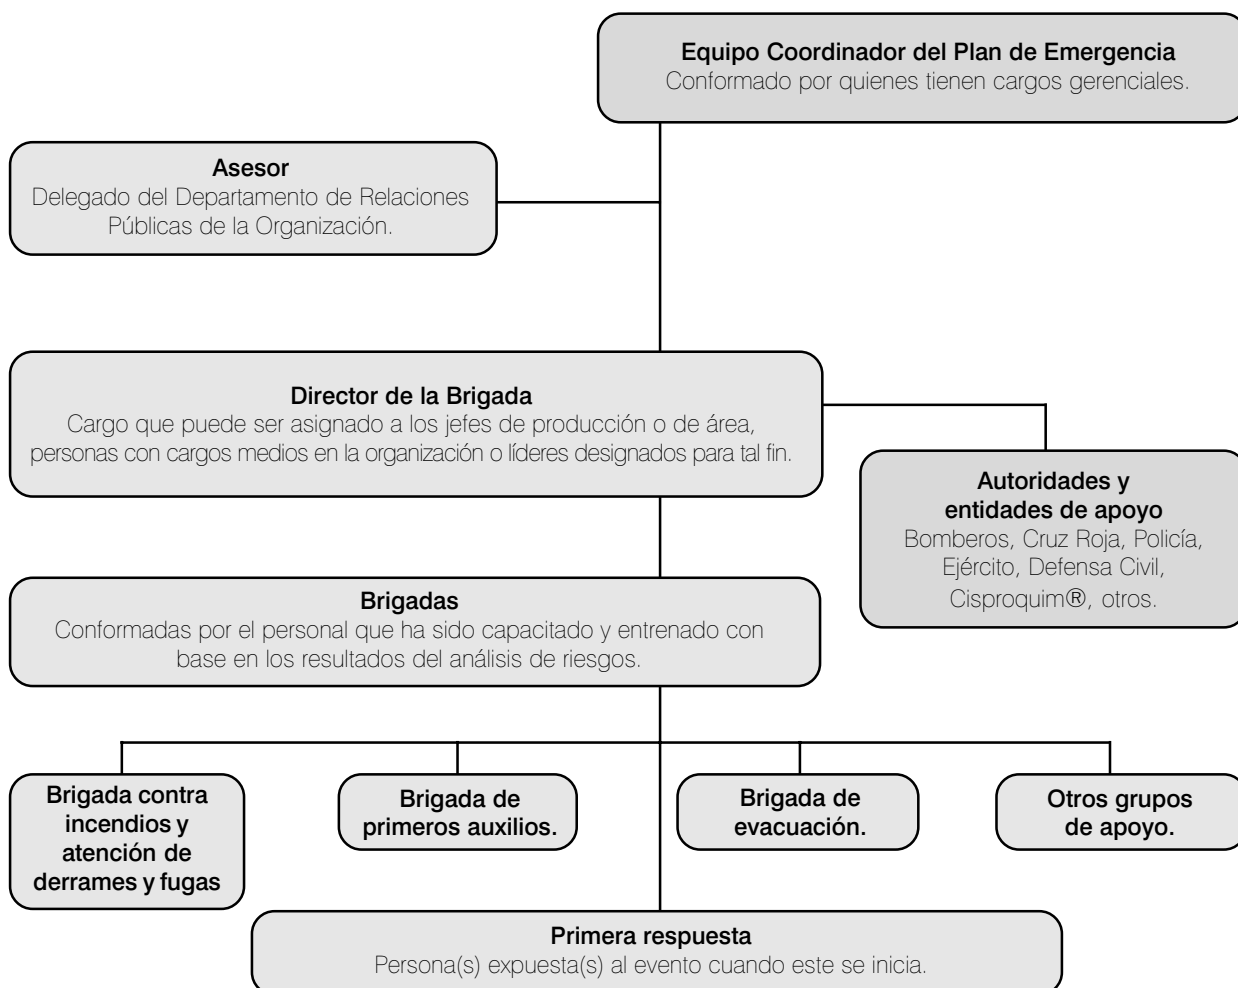 Equipo Coordinador del Plan de Emergencia
Conformado por quienes tienen cargos gerenciales.
Asesor
Delegado del Departamento de Relaciones
Públicas de la Organización.
Director de la Brigada
Cargo que puede ser asignado a los jefes de producción o de área,
personas con cargos medios en la organización o líderes designados para tal fin.
Autoridades y
entidades de apoyo
Bomberos, Cruz Roja, Policía,
Ejército, Defensa Civil,
Cisproquim®, otros.
Brigadas
Conformadas por el personal que ha sido capacitado y entrenado con
base en los resultados del análisis de riesgos.
Brigada contra
incendios y
atención de
derrames y fugas
Brigada de
primeros auxilios.
Brigada de
evacuación.
Otros grupos
de apoyo.
Primera respuesta
Persona(s) expuesta(s) al evento cuando este se inicia.